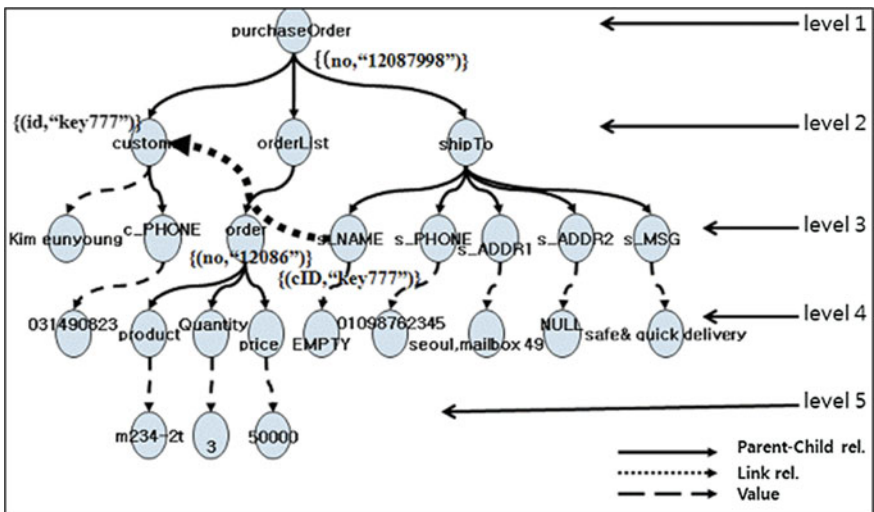 purchaseOrder
level 1
{(no,“12087998”)}
{(id,“key777”)}
custom
orderList
shipTo
level 2
Kim eunyoung
c_PHONE
order
s_NAME
s_PHONE
s_ADDR1
s_ADDR2
s_MSG
level 3
{(no,“12086”)}
{(cID,“key777”)}
031490823
product
Quantity
price
EMPTY
01098762345
seoul,mailbox 49
NULL
safe& quick delivery
level 4
level 5
m234-2t
3
50000
Parent-Child rel.
Link rel.
Value